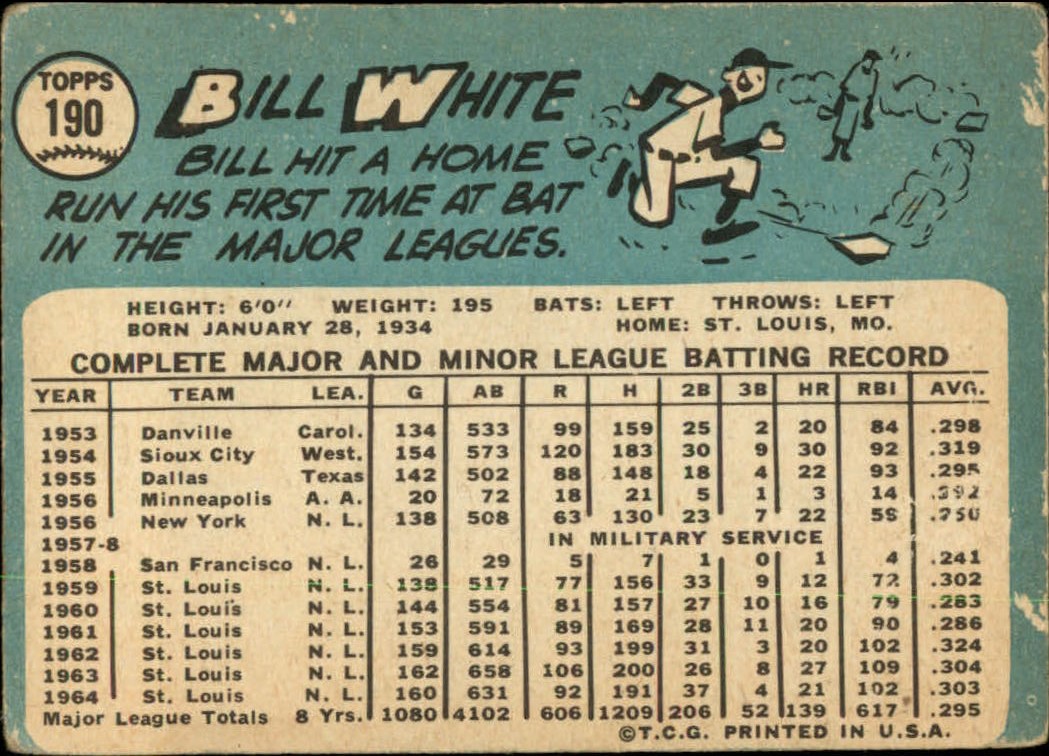 TOPPS
190
BILL WHITE
BILL HIT A HOME
RUN HIS FIRST TIME AT BAT
IN THE MAJOR LEAGUES.
HEIGHT: 6'0" WEIGHT: 195 BATS: LEFT THROWS: LEFT
BORN JANUARY 28, 1934 HOME: ST. LOUIS, MO.
COMPLETE MAJOR AND MINOR LEAGUE BATTING RECORD
YEAR TEAM LEA. G AB R H 2B 3B HR RBI AVG.
1953 Danville Carol. 134 533 99 159 25 2 20 84 .298
1954 Sioux City West. 154 573 120 183 30 9 30 92 .319
1955 Dallas Texas 142 502 88 148 18 4 22 93 .295
1956 Minneapolis A. A. 20 72 18 21 5 1 3 14 .292
1956 New York N. L. 138 508 63 130 23 7 22 59
1957-8 IN MILITARY SERVICE
1958 San Francisco N. L. 26 29 5 7 1 0 1 4 .241
1959 St. Louis N. L. 138 517 77 156 33 9 12 72 .302
1960 St. Louis N. L. 144 554 81 157 27 10 16 79 .283
1961 St. Louis N. L. 153 591 89 169 28 11 20 90 .286
1962 St. Louis N. L. 159 614 93 199 31 3 20 102 .324
1963 St. Louis N. L. 162 658 106 200 26 8 27 109 .304
1964 St. Louis N. L. 160 631 92 191 37 4 21 102 .303
Major League Totals 8 Yrs. 1080 4102 606 1209 206 52 139 617 .295
©T.C.G. PRINTED IN U.S.A.